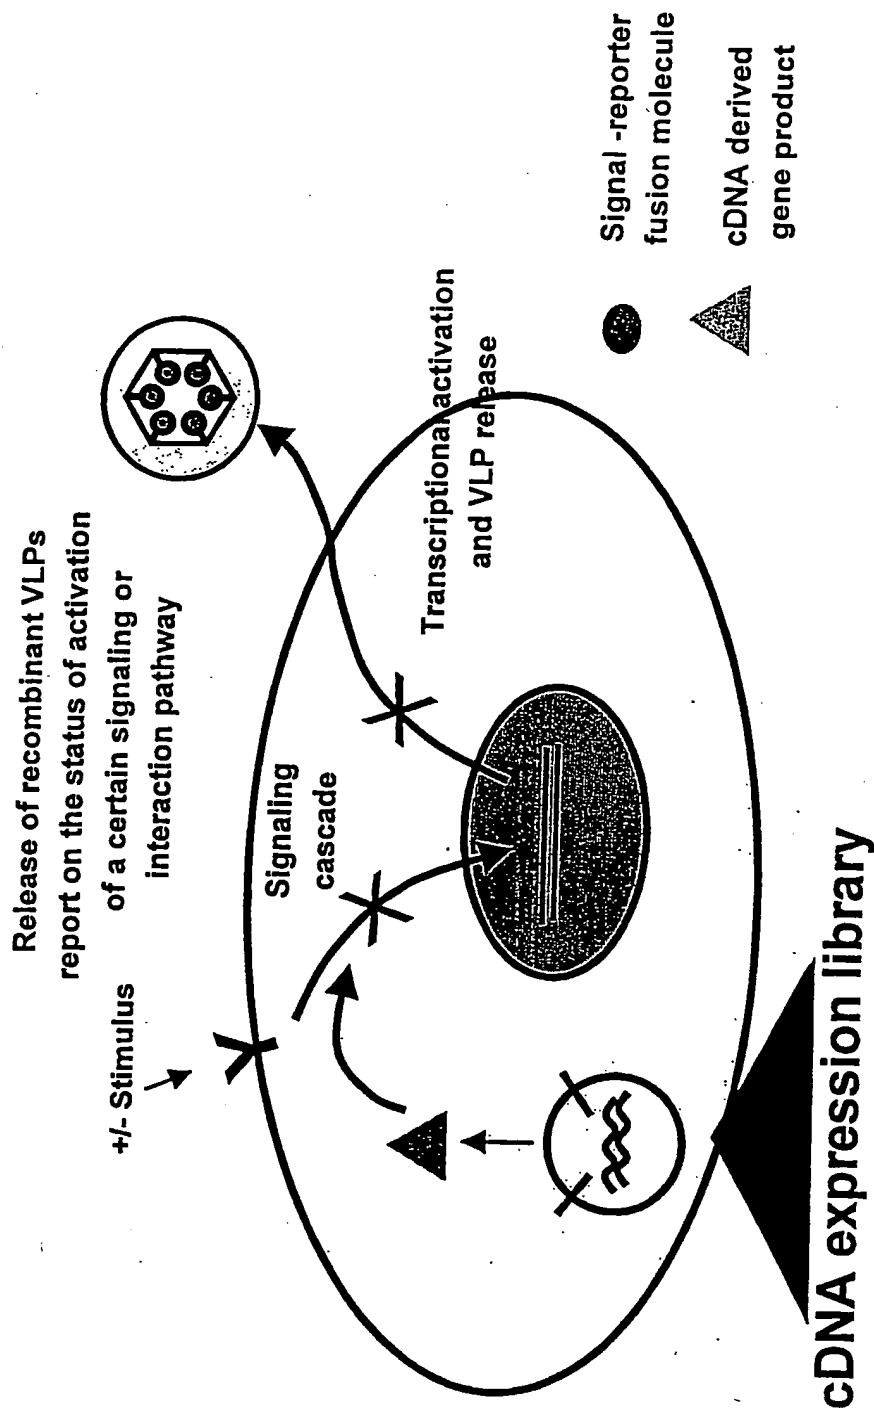 Release of recombinant VLPs
report on the status of activation
of a certain signaling or
interaction pathway
+/- Stimulus
Signaling
cascade
Transcriptional activation
and VLP release
Signal -reporter
fusion molecule
cDNA derived
gene product
cDNA expression library